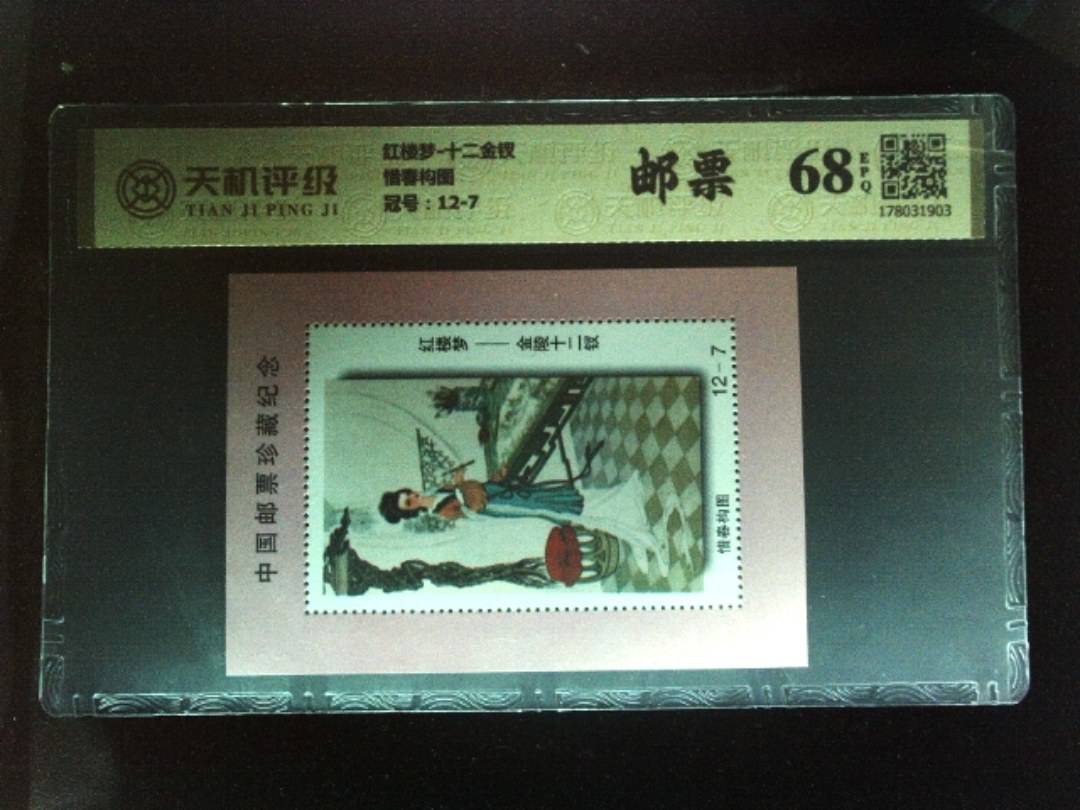 天机评级
TIAN JI PING JI
红楼梦-十二金钗
惜春构图
冠号：12-7
邮票
68
EPQ
178031903
中国邮票珍藏纪念
红楼梦——金陵十二钗
12-7
惜春构图